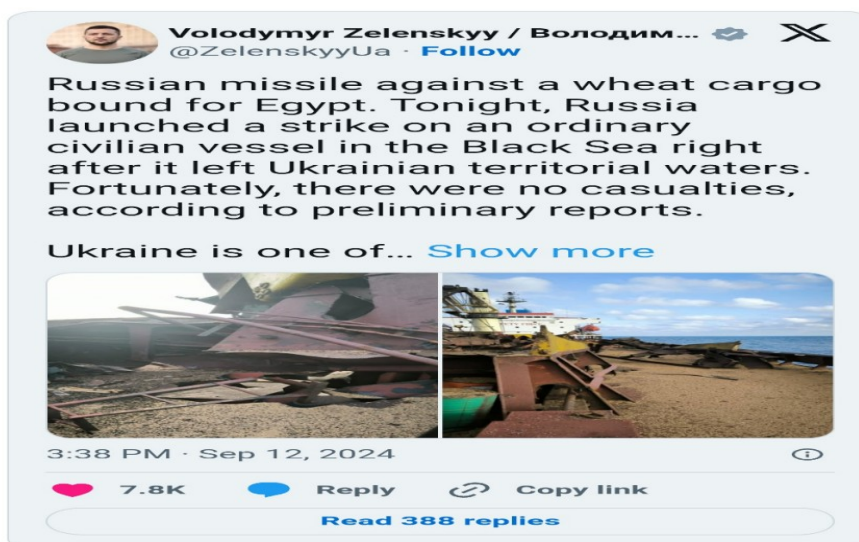 Volodymyr Zelenskyy / Володим...
@ZelenskyyUa · Follow
Russian missile against a wheat cargo
bound for Egypt. Tonight, Russia
launched a strike on an ordinary
civilian vessel in the Black Sea right
after it left Ukrainian territorial waters.
Fortunately, there were no casualties,
according to preliminary reports.
Ukraine is one of... Show more
3:38 PM · Sep 12, 2024
7.8K Reply Copy link
Read 388 replies